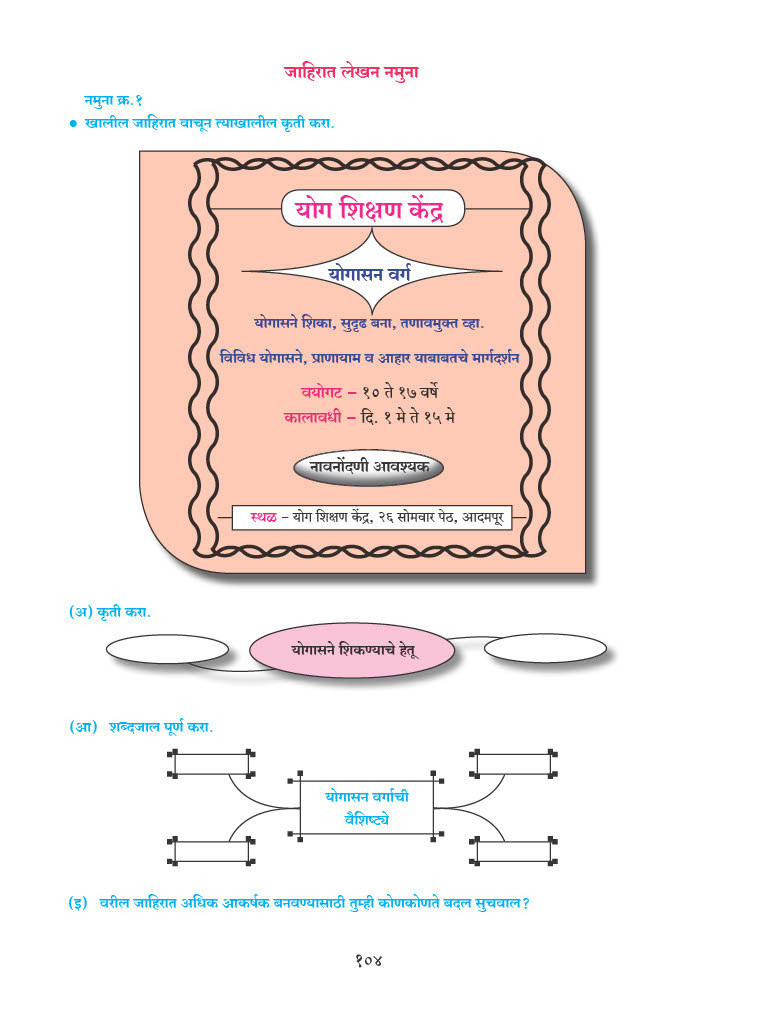 जाहिरात लेखन नमुना
नमुना क्र.१
● खालील जाहिरात वाचून त्याखालील कृती करा.
योग शिक्षण केंद्र
योगासन वर्ग
योगासने शिका, सुदृढ बना, तणावमुक्त व्हा.
विविध योगासने, प्राणायाम व आहार याबाबतचे मार्गदर्शन
वयोगट – १० ते १७ वर्षे
कालावधी – दि. १ मे ते १५ मे
नावनोंदणी आवश्यक
स्थळ – योग शिक्षण केंद्र, २६ सोमवार पेठ, आदमपूर
(अ) कृती करा.
योगासने शिकण्याचे हेतू
(आ) शब्दजाल पूर्ण करा.
योगासन वर्गाची
वैशिष्ट्ये
(इ) वरील जाहिरात अधिक आकर्षक बनवण्यासाठी तुम्ही कोणकोणते बदल सुचवाल?
१०४